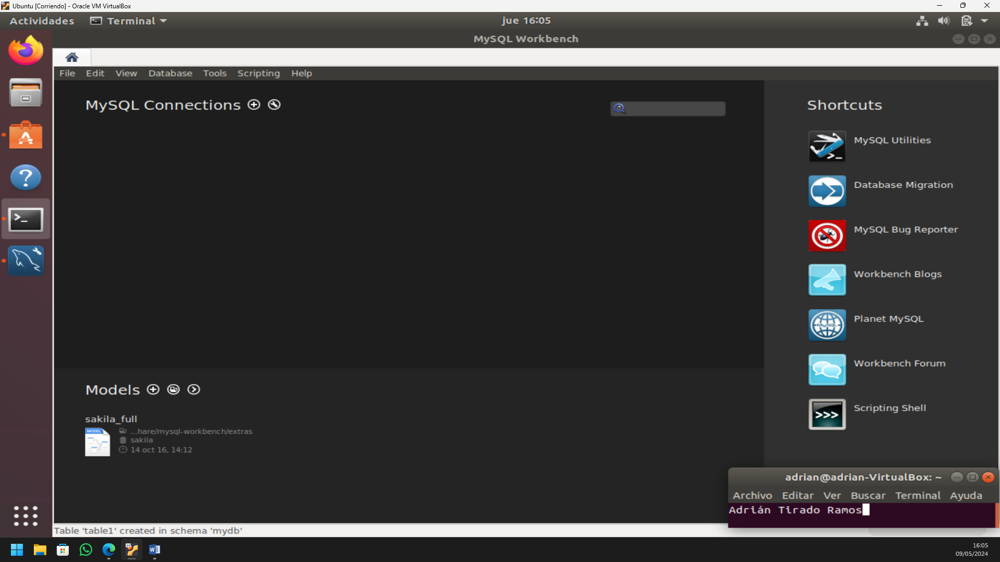 Ubuntu [Corriendo] - Oracle VM VirtualBox
Actividades
Terminal
jue 16:05
MySQL Workbench
File Edit View Database Tools Scripting Help
MySQL Connections
Shortcuts
MySQL Utilities
Database Migration
MySQL Bug Reporter
Workbench Blogs
MySQL
Planet MySQL
Workbench Forum
>>>
Scripting Shell
Models
sakila_full
MODEL
...hare/mysql-workbench/extras
sakila
14 oct 16, 14:12
adrian@adrian-VirtualBox: ~
Archivo Editar Ver Buscar Terminal Ayuda
Adrián Tirado Ramos
Table 'table1' created in schema 'mydb'
16:05
09/05/2024